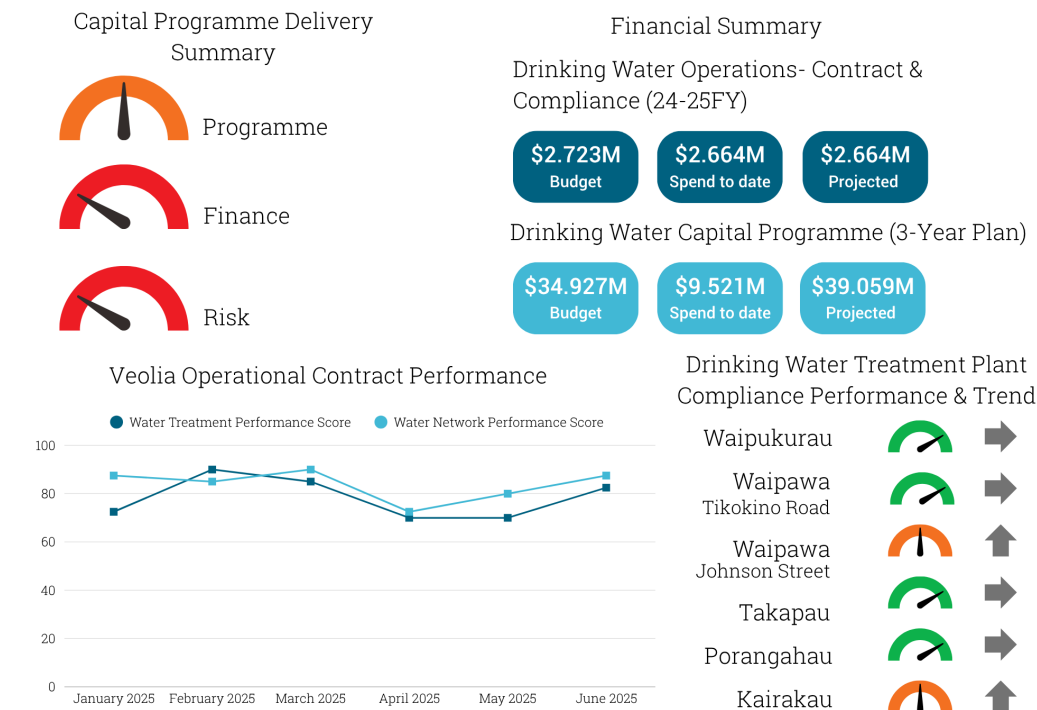 Capital Programme Delivery
Summary
Programme
Finance
Risk
Financial Summary
Drinking Water Operations- Contract &
Compliance (24-25FY)
$2.723M
Budget
$2.664M
Spend to date
$2.664M
Projected
Drinking Water Capital Programme (3-Year Plan)
$34.927M
Budget
$9.521M
Spend to date
$39.059M
Projected
Veolia Operational Contract Performance
Water Treatment Performance Score
Water Network Performance Score
100
80
60
40
20
0
January 2025
February 2025
March 2025
April 2025
May 2025
June 2025
Drinking Water Treatment Plant
Compliance Performance & Trend
Waipukurau
Waipawa
Tikokino Road
Waipawa
Johnson Street
Takapau
Porangahau
Kairakau